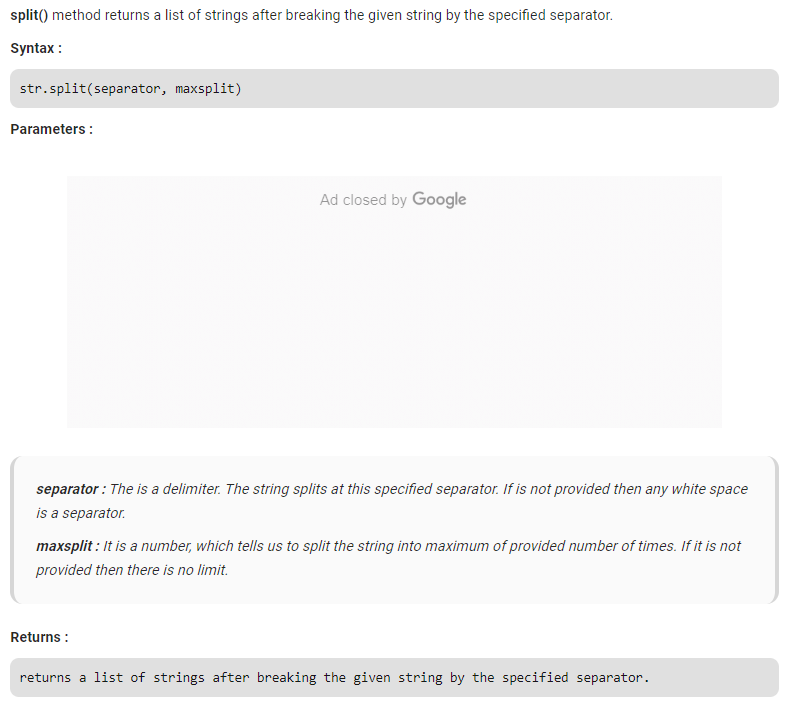 split() method returns a list of strings after breaking the given string by the specified separator.
Syntax :
str.split(separator, maxsplit)
Parameters :
Ad closed by Google
separator : The is a delimiter. The string splits at this specified separator. If is not provided then any white space
is a separator.
maxsplit : It is a number, which tells us to split the string into maximum of provided number of times. If it is not
provided then there is no limit.
Returns :
returns a list of strings after breaking the given string by the specified separator.